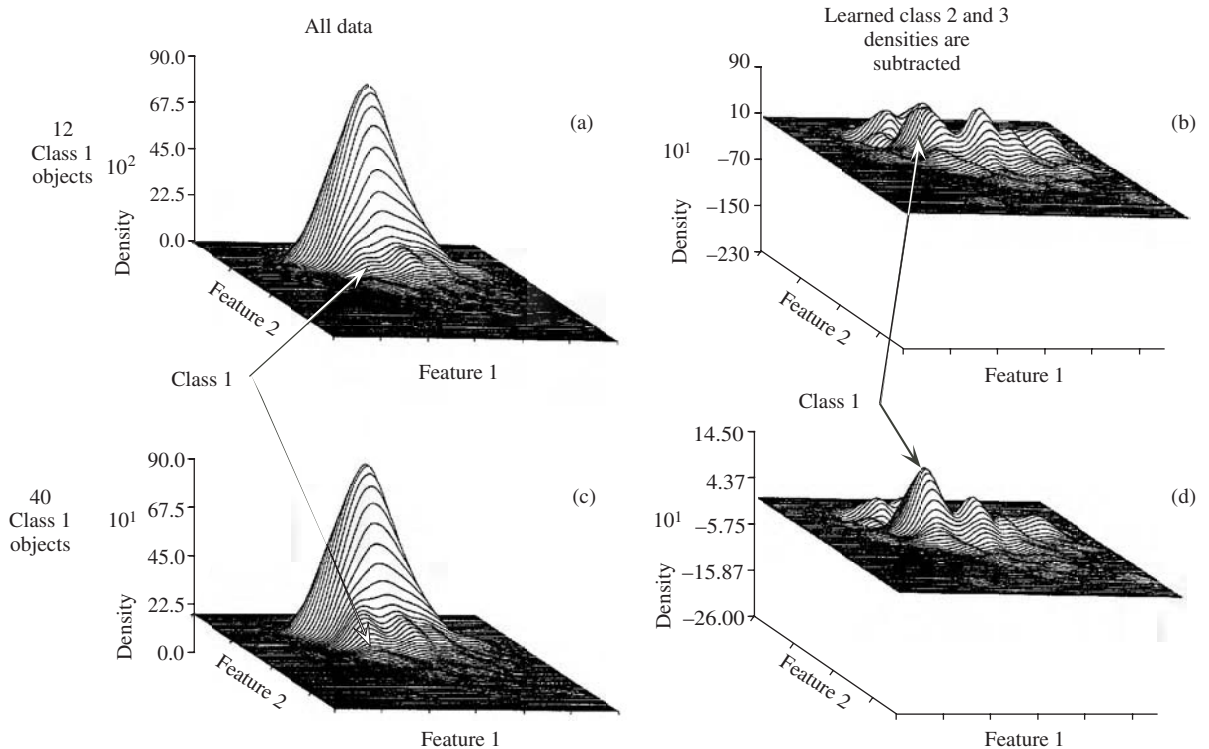 All data
Learned class 2 and 3
densities are
subtracted
12
Class 1
objects
10²
Density
90.0
67.5
45.0
22.5
0.0
(a)
Feature 2
Feature 1
10¹
Density
90
10
−70
−150
−230
(b)
Feature 2
Feature 1
Class 1
Class 1
40
Class 1
objects
10¹
Density
90.0
67.5
45.0
22.5
0.0
(c)
Feature 2
Feature 1
10¹
Density
14.50
4.37
−5.75
−15.87
−26.00
(d)
Feature 2
Feature 1